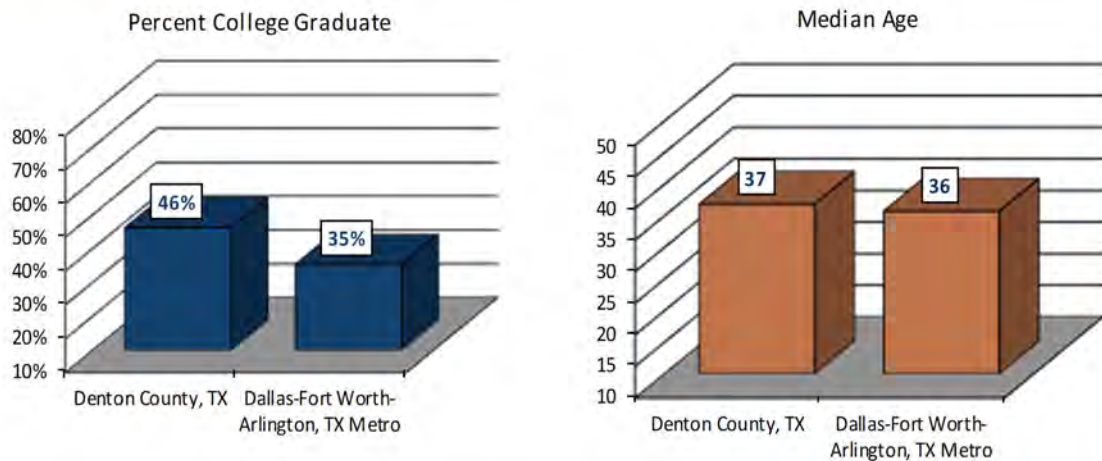 Percent College Graduate
80%
70%
60%
50%
40%
30%
20%
10%
46%
35%
Denton County, TX
Dallas-Fort Worth-
Arlington, TX Metro
Median Age
50
45
40
35
30
25
20
15
10
37
36
Denton County, TX
Dallas-Fort Worth-
Arlington, TX Metro